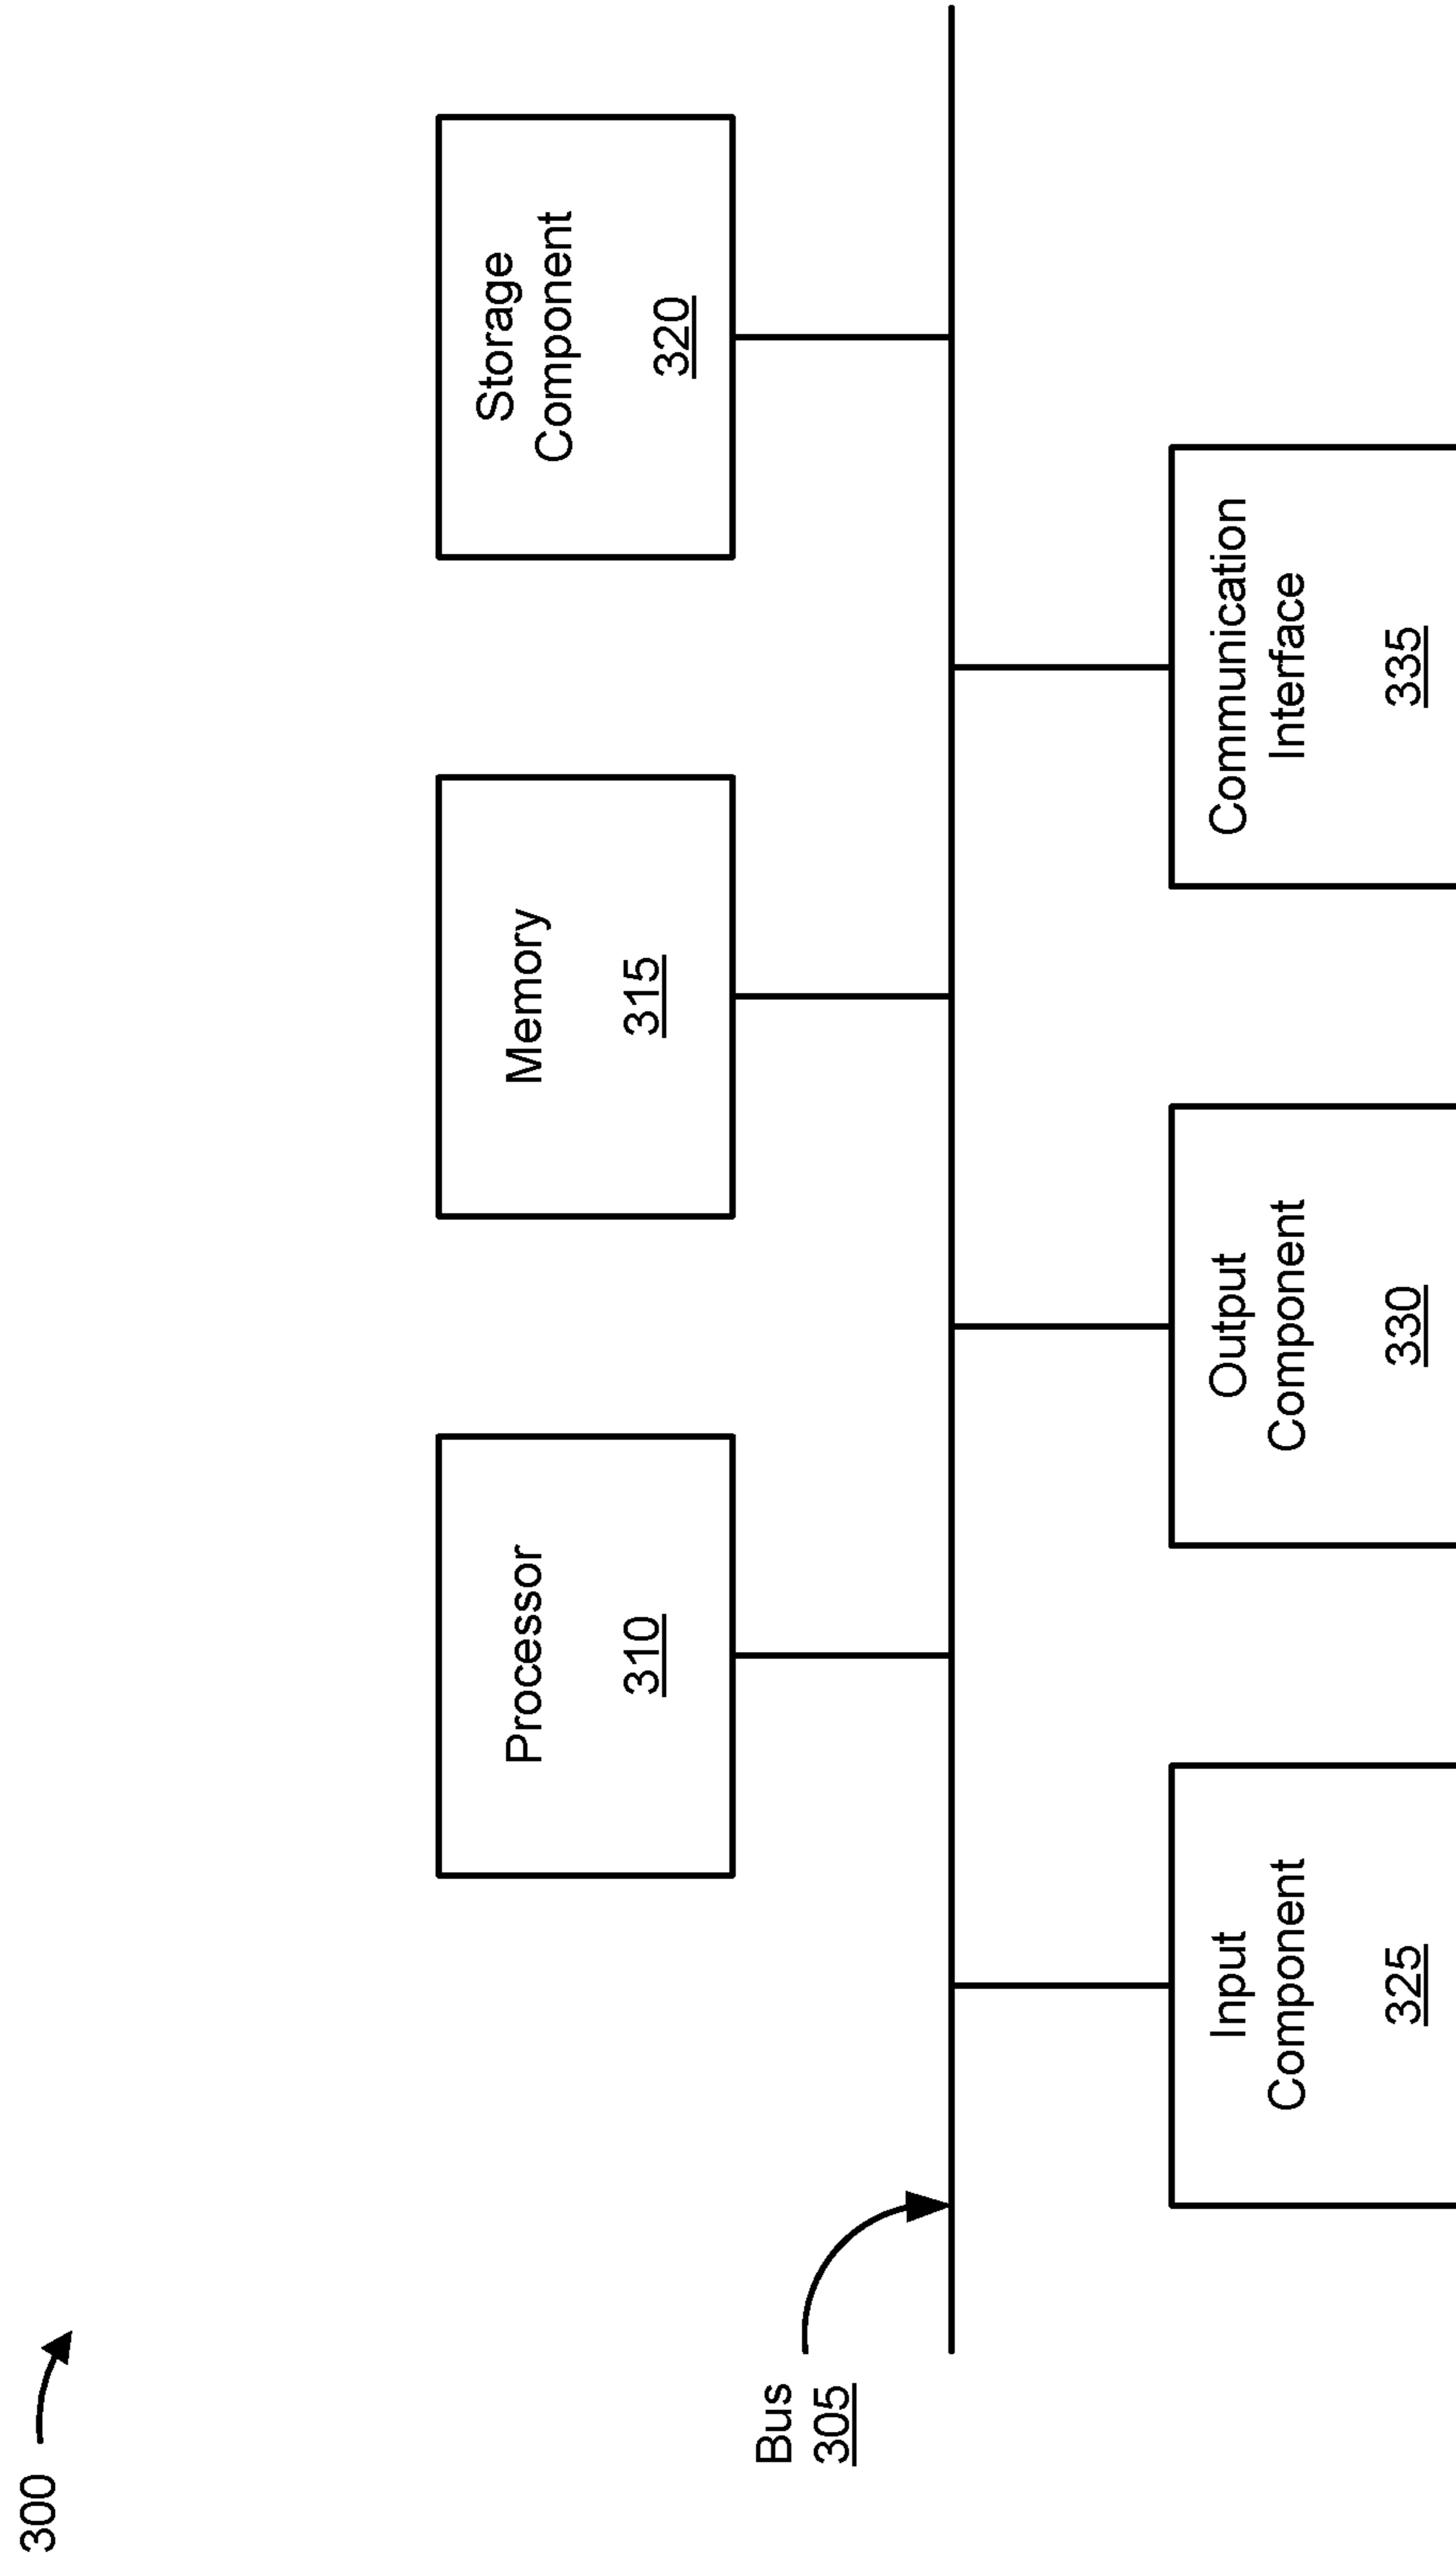 300
Processor
310
Memory
315
Storage
Component
320
Bus
305
Input
Component
325
Output
Component
330
Communication
Interface
335